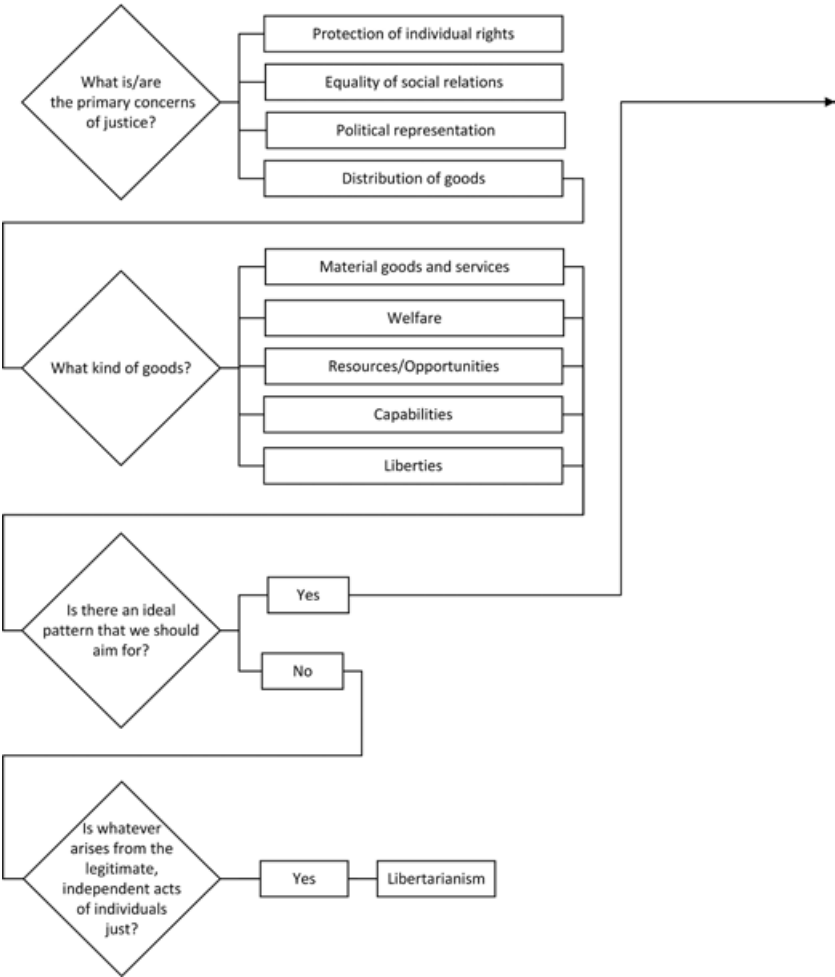 What is/are
the primary concerns
of justice?
Protection of individual rights
Equality of social relations
Political representation
Distribution of goods
What kind of goods?
Material goods and services
Welfare
Resources/Opportunities
Capabilities
Liberties
Is there an ideal
pattern that we should
aim for?
Yes
No
Is whatever
arises from the
legitimate,
independent acts
of individuals
just?
Yes
Libertarianism